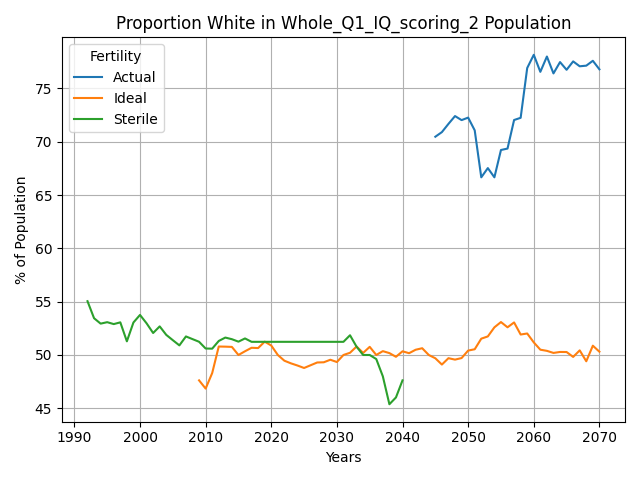 Proportion White in Whole_Q1_IQ_scoring_2 Population
Fertility
Actual
Ideal
Sterile
% of Population
75
70
65
60
55
50
45
1990 2000 2010 2020 2030 2040 2050 2060 2070
Years